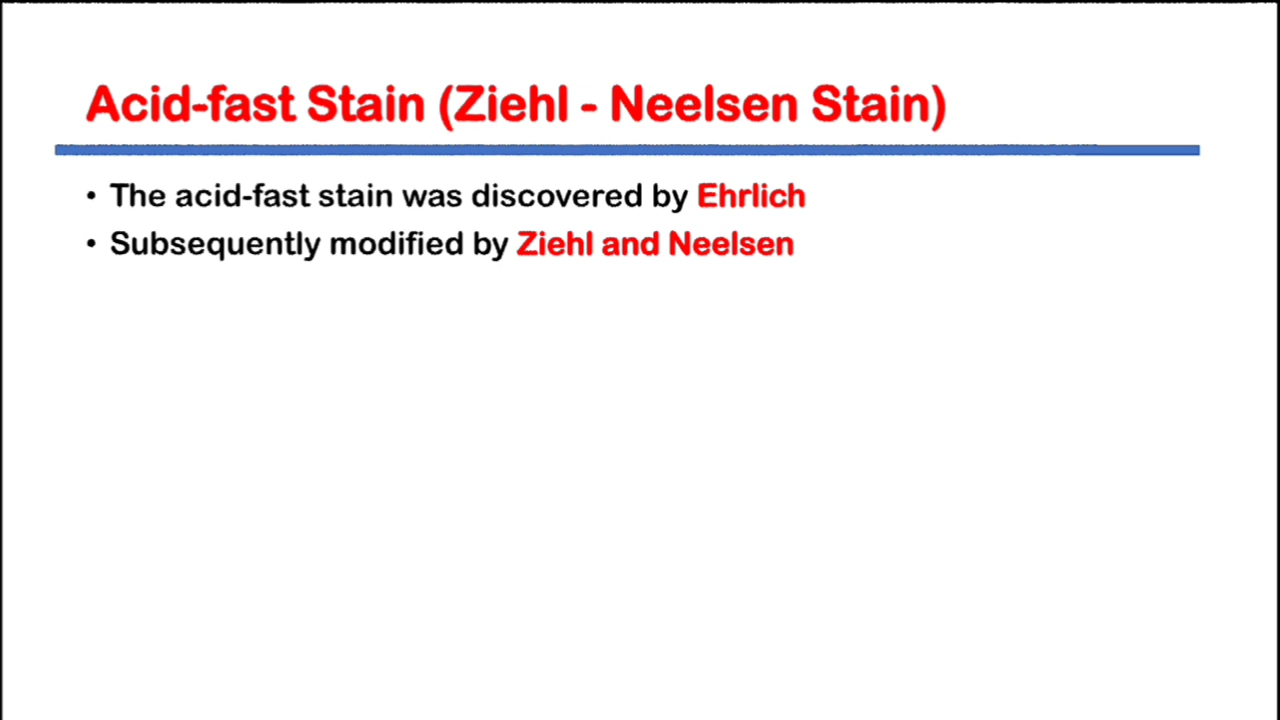 Acid-fast Stain (Ziehl - Neelsen Stain)
• The acid-fast stain was discovered by Ehrlich
• Subsequently modified by Ziehl and Neelsen